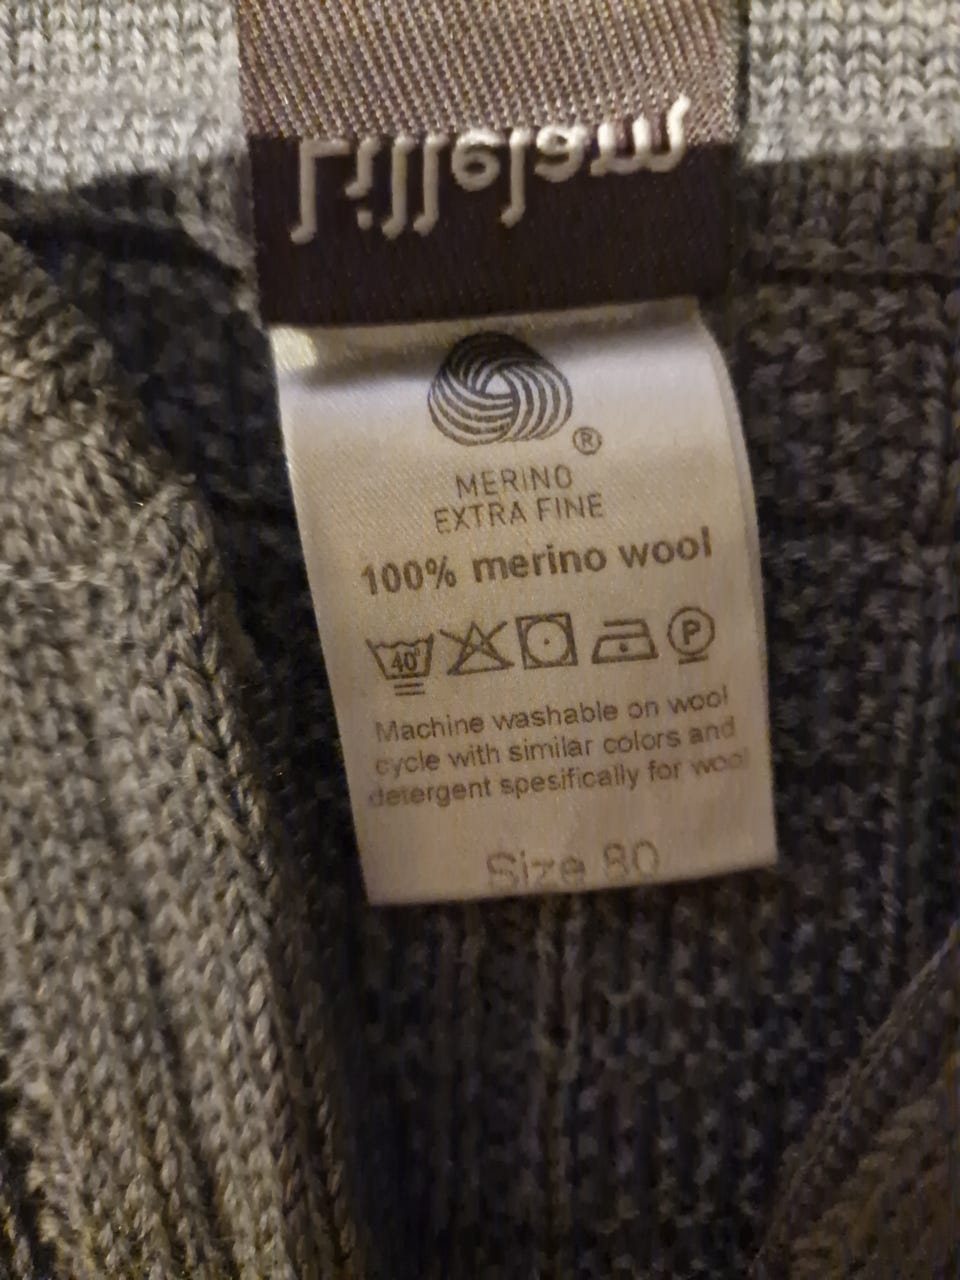 Lillelam
®
MERINO
EXTRA FINE
100% merino wool
40° P
Machine washable on wool
cycle with similar colors and
detergent spesifically for wool
Size 80